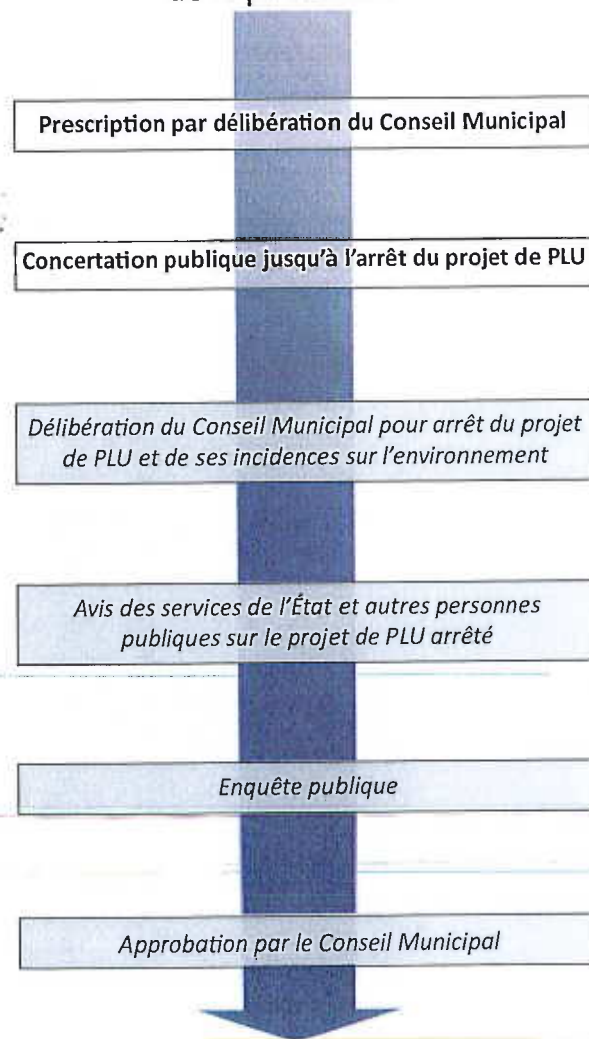 Prescription par délibération du Conseil Municipal
Concertation publique jusqu'à l'arrêt du projet de PLU
Délibération du Conseil Municipal pour arrêt du projet
de PLU et de ses incidences sur l'environnement
Avis des services de l'État et autres personnes
publiques sur le projet de PLU arrêté
Enquête publique
Approbation par le Conseil Municipal